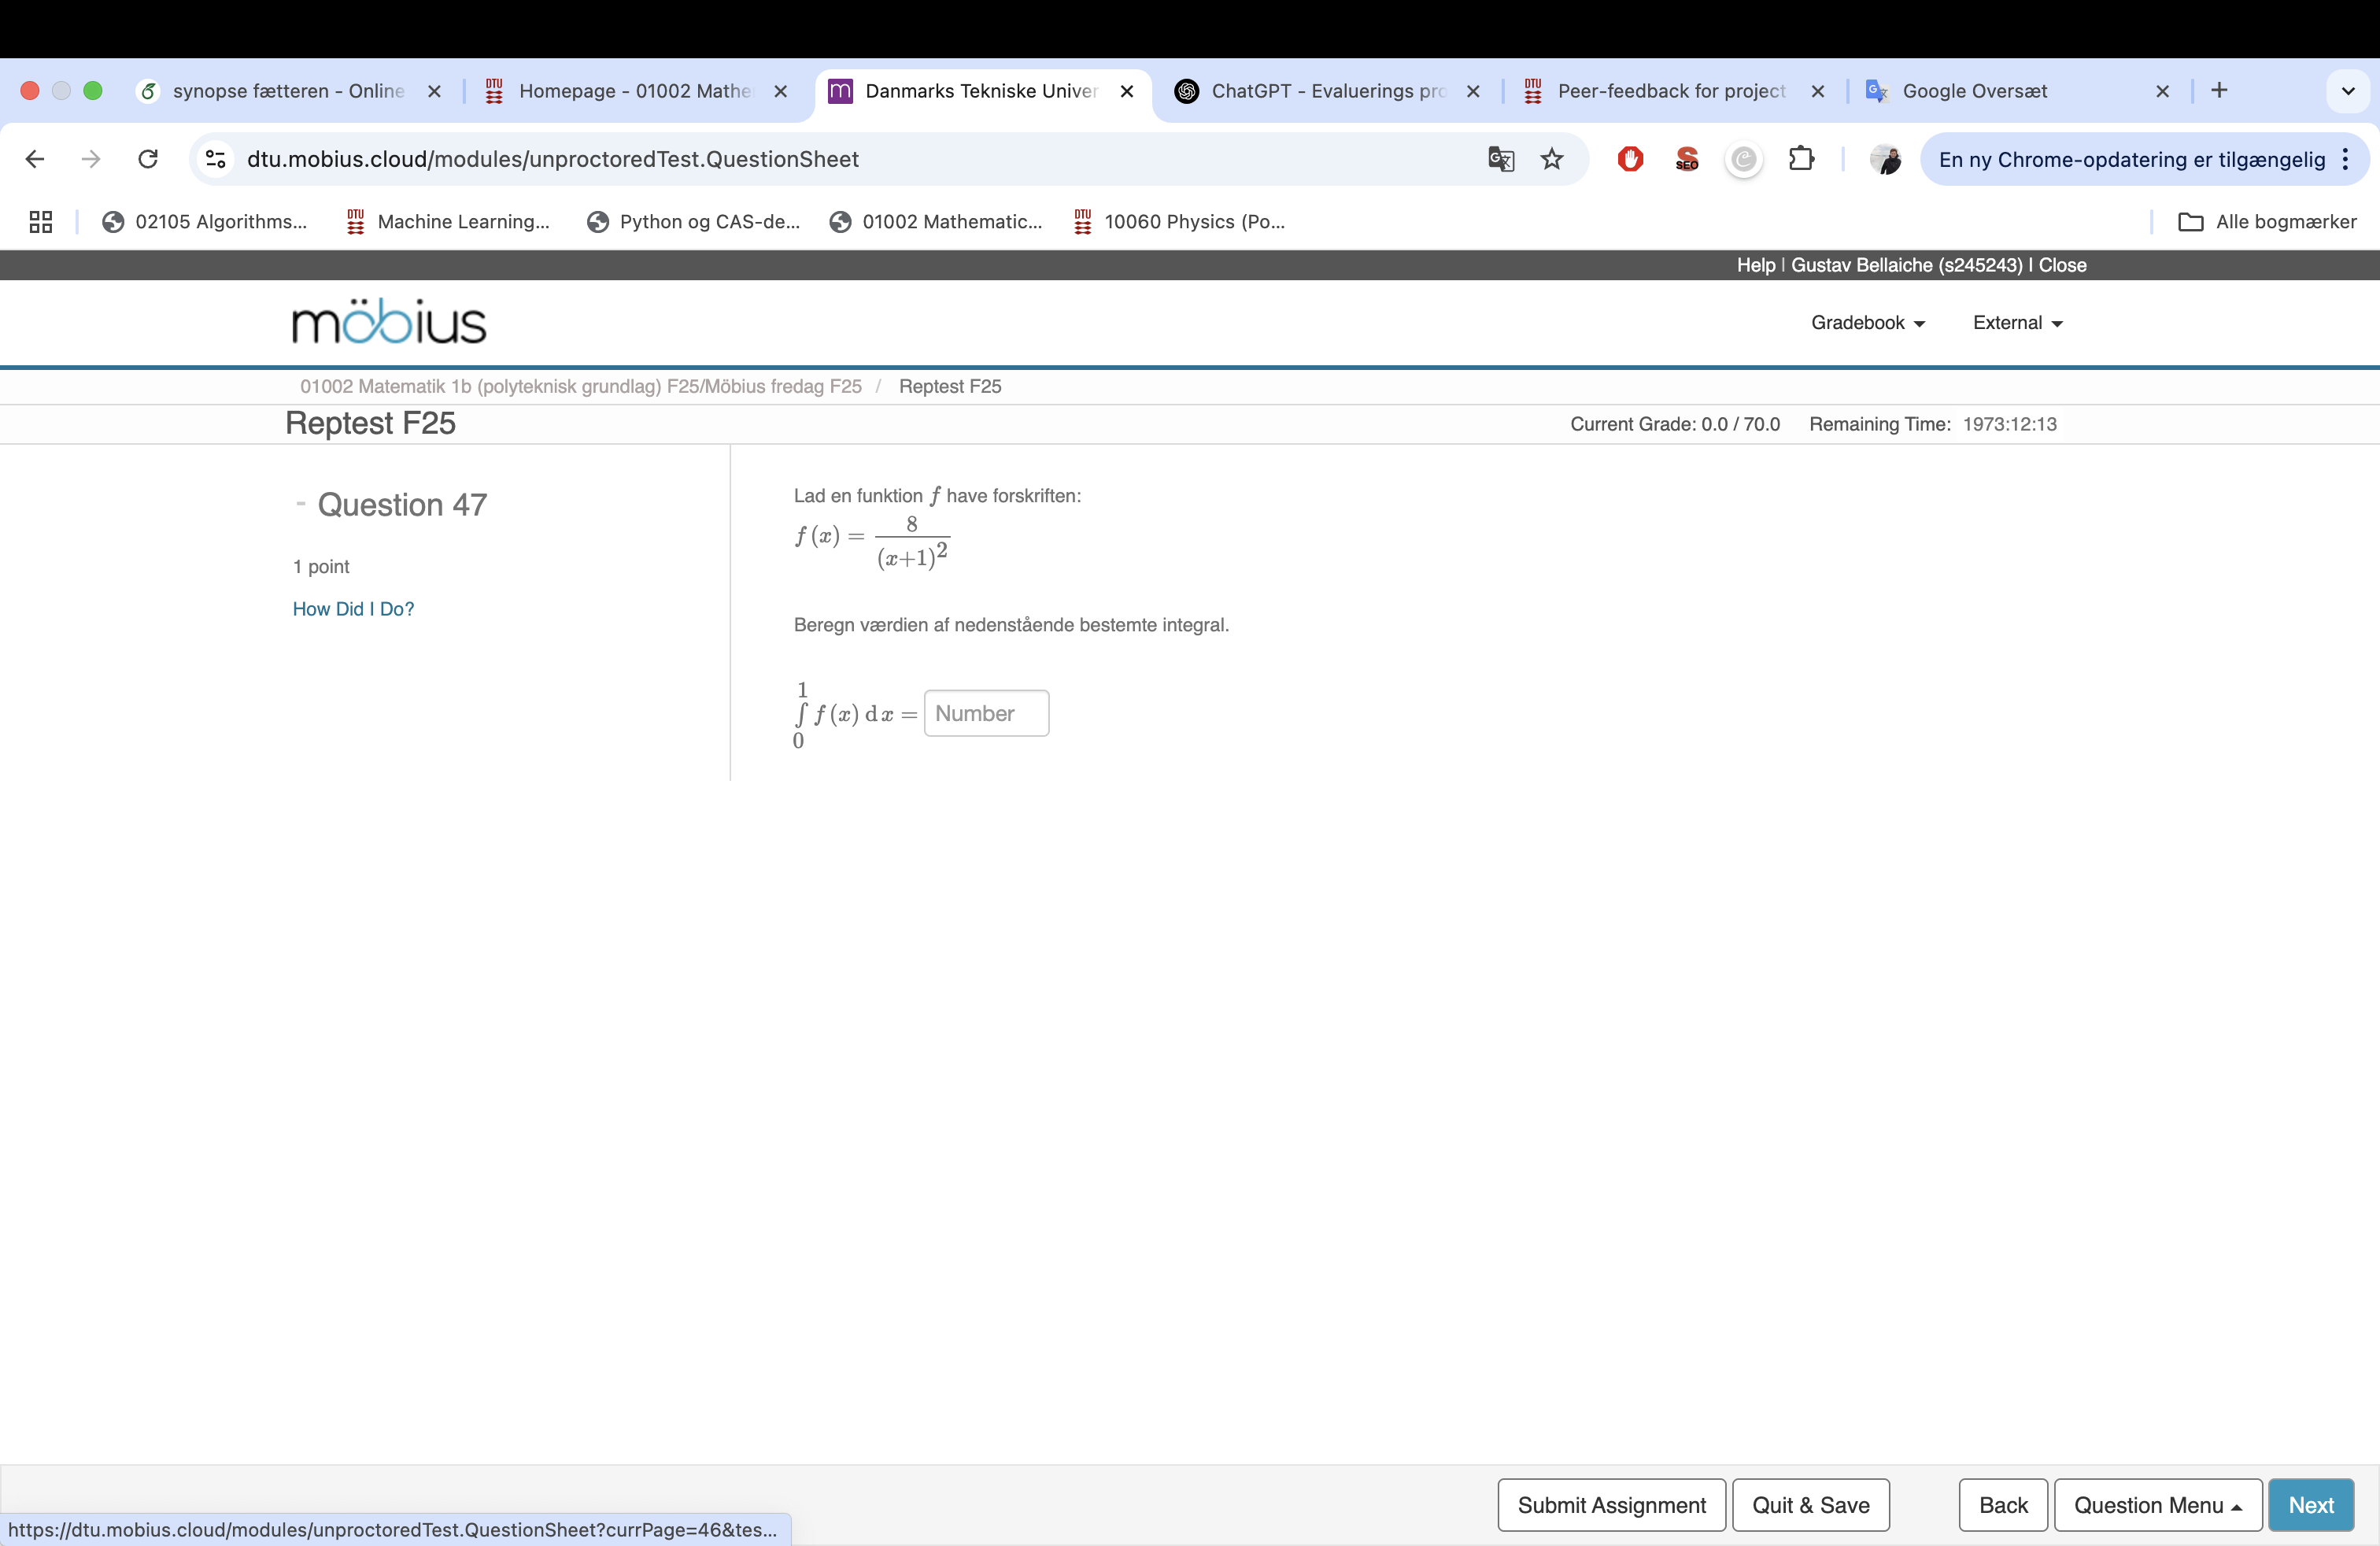 synopse fætteren - Online
Homepage - 01002 Mathe
Danmarks Tekniske Univer
ChatGPT - Evaluerings pro
Peer-feedback for project
Google Oversæt
dtu.mobius.cloud/modules/unproctoredTest.QuestionSheet
En ny Chrome-opdatering er tilgængelig
02105 Algorithms...
Machine Learning...
Python og CAS-de...
01002 Mathematic...
10060 Physics (Po...
Alle bogmærker
Help | Gustav Bellaiche (s245243) | Close
möbius
Gradebook
External
01002 Matematik 1b (polyteknisk grundlag) F25/Möbius fredag F25 / Reptest F25
Reptest F25
Current Grade: 0.0 / 70.0 Remaining Time: 1973:12:13
- Question 47
1 point
How Did I Do?
Lad en funktion f have forskriften:
f (x) = 8/(x+1)^2
Beregn værdien af nedenstående bestemte integral.
∫_0^1 f (x) dx = Number
Submit Assignment
Quit & Save
Back
Question Menu
Next
https://dtu.mobius.cloud/modules/unproctoredTest.QuestionSheet?currPage=46&tes...